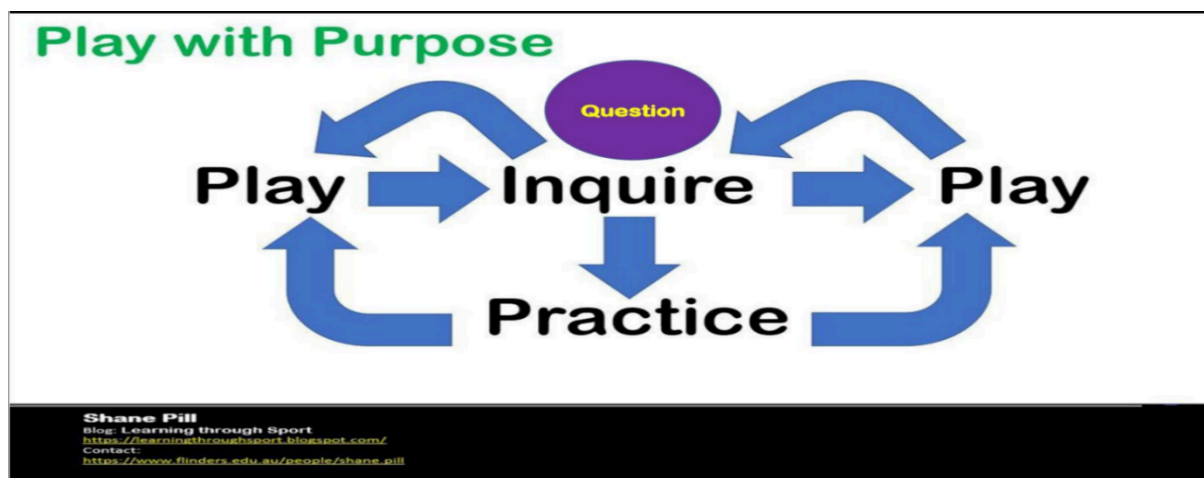 Play with Purpose
Question
Play
Inquire
Play
Practice
Shane Pill
Blog: Learning through Sport
https://learningthroughsport.blogspot.com/
Contact:
https://www.flinders.edu.au/people/shane.pill